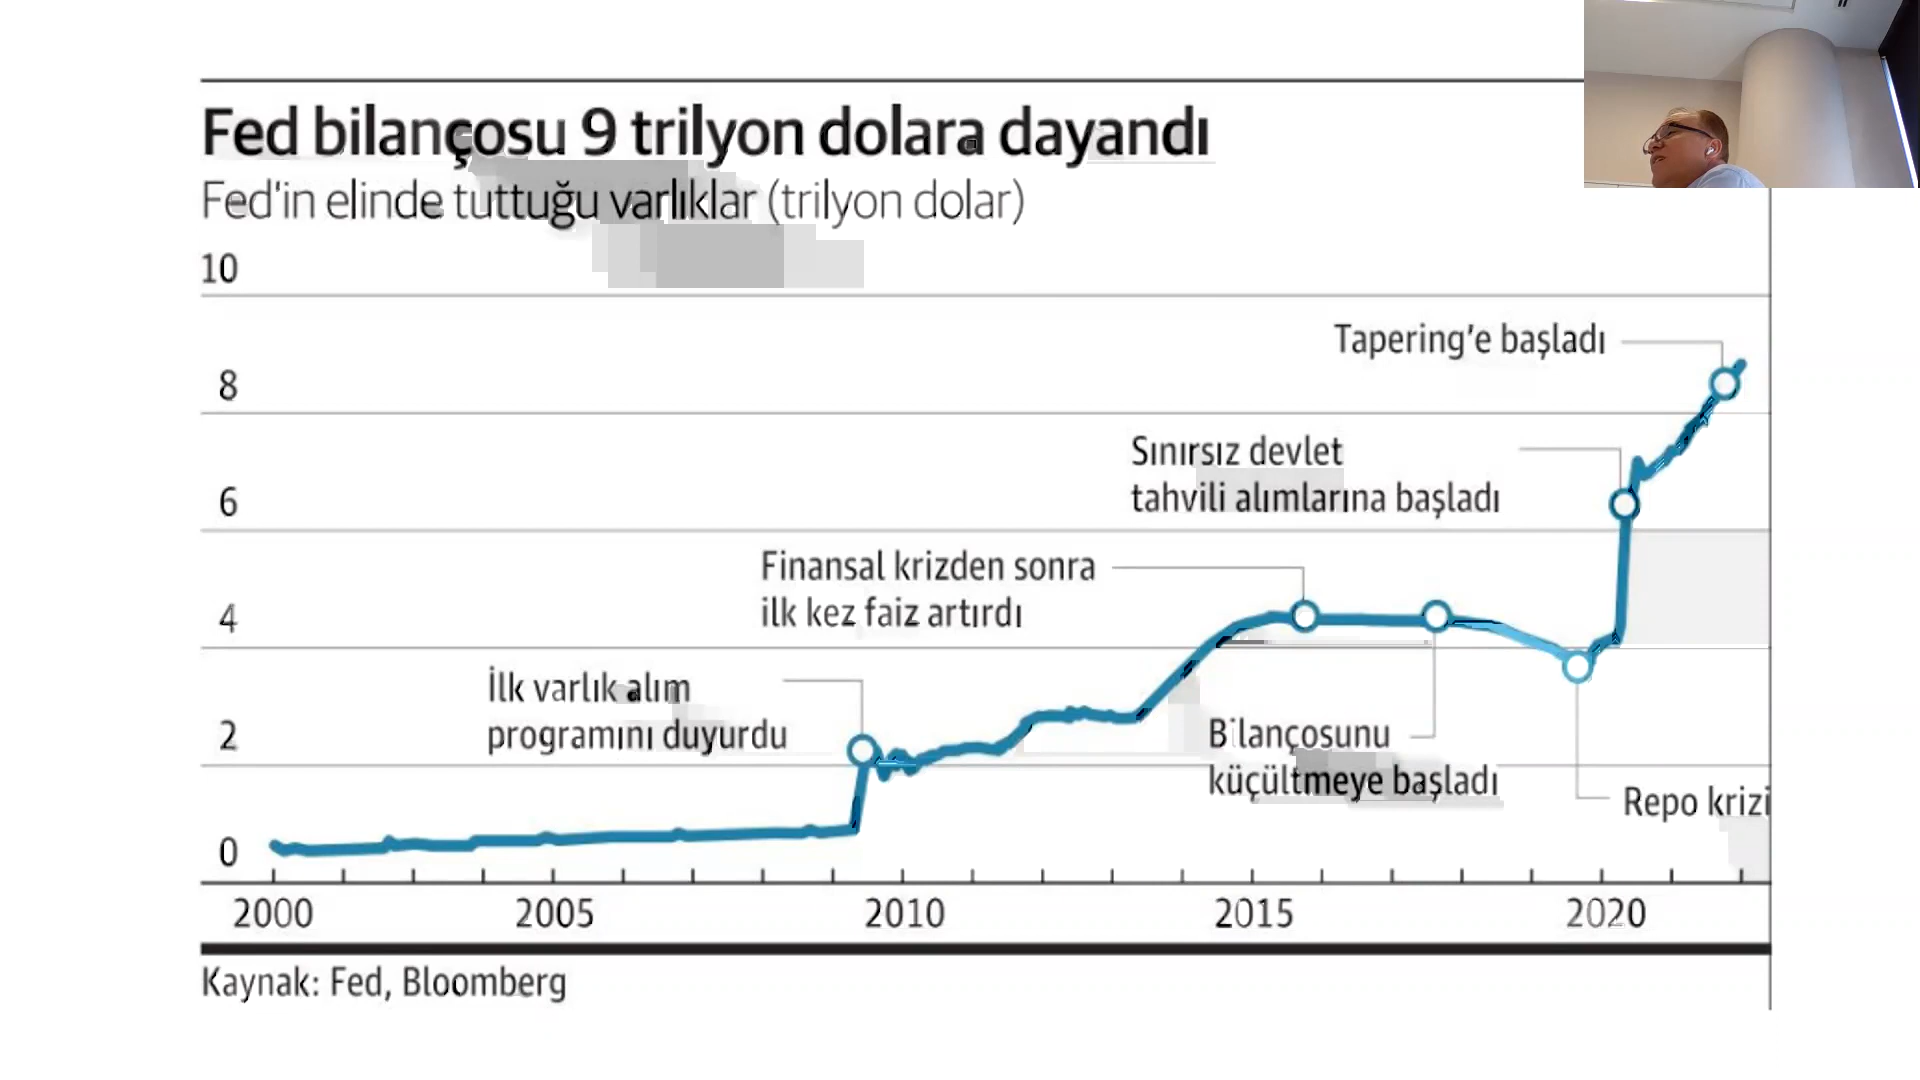 Fed bilançosu 9 trilyon dolara dayandı
Fed'in elinde tuttuğu varlıklar (trilyon dolar)
10
Tapering'e başladı
8
Sınırsız devlet
tahvili alımlarına başladı
6
Finansal krizden sonra
ilk kez faiz artırdı
4
İlk varlık alım
programını duyurdu
2
Bilançosunu
küçültmeye başladı
Repo krizi
0
2000 2005 2010 2015 2020
Kaynak: Fed, Bloomberg